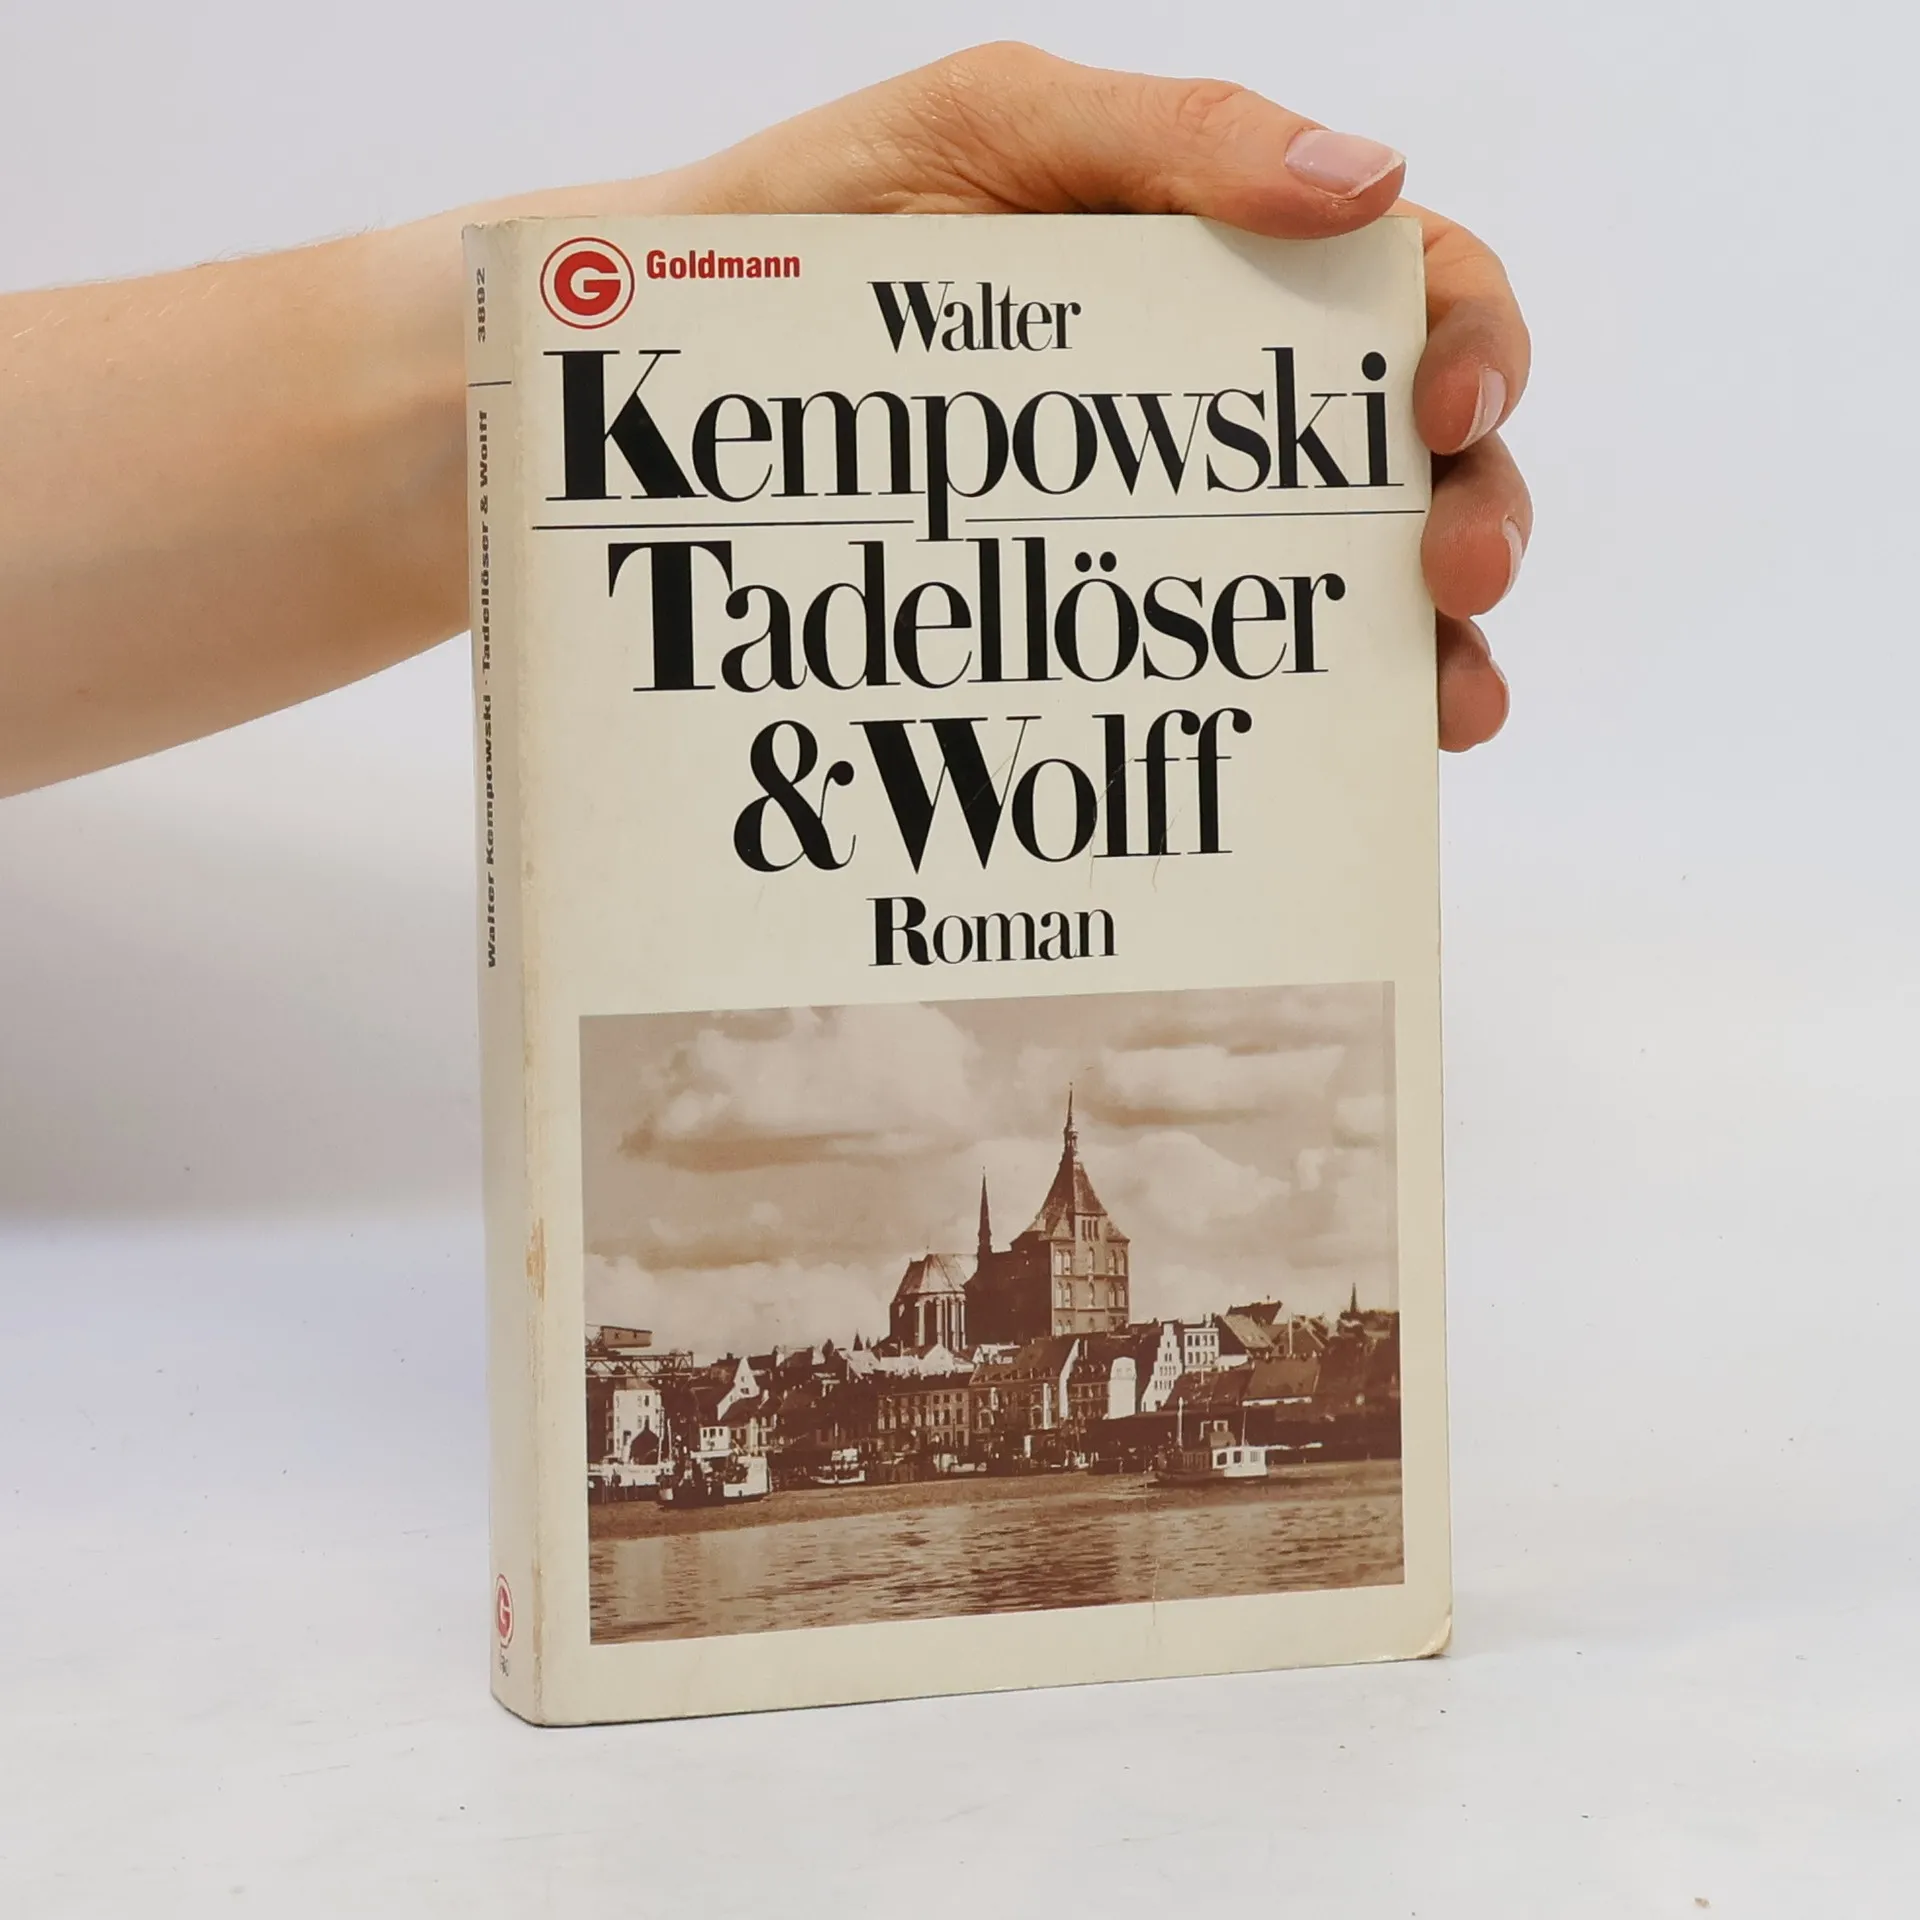 Goldmann
Walter
Kempowski
Tadellöser
& Wolff
Roman
3892
Walter Kempowski · Tadellöser & Wolff